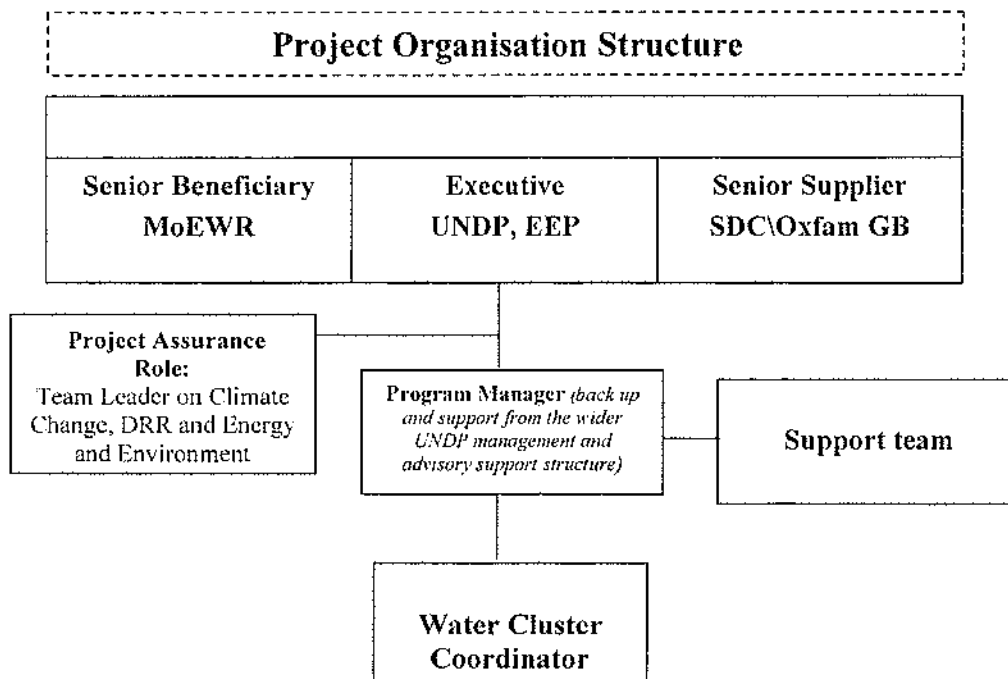 Project Organisation Structure
Senior Beneficiary
MoEWR
Executive
UNDP, EEP
Senior Supplier
SDC\Oxfam GB
Project Assurance
Role:
Team Leader on Climate
Change, DRR and Energy
and Environment
Program Manager (back up
and support from the wider
UNDP management and
advisory support structure)
Support team
Water Cluster
Coordinator